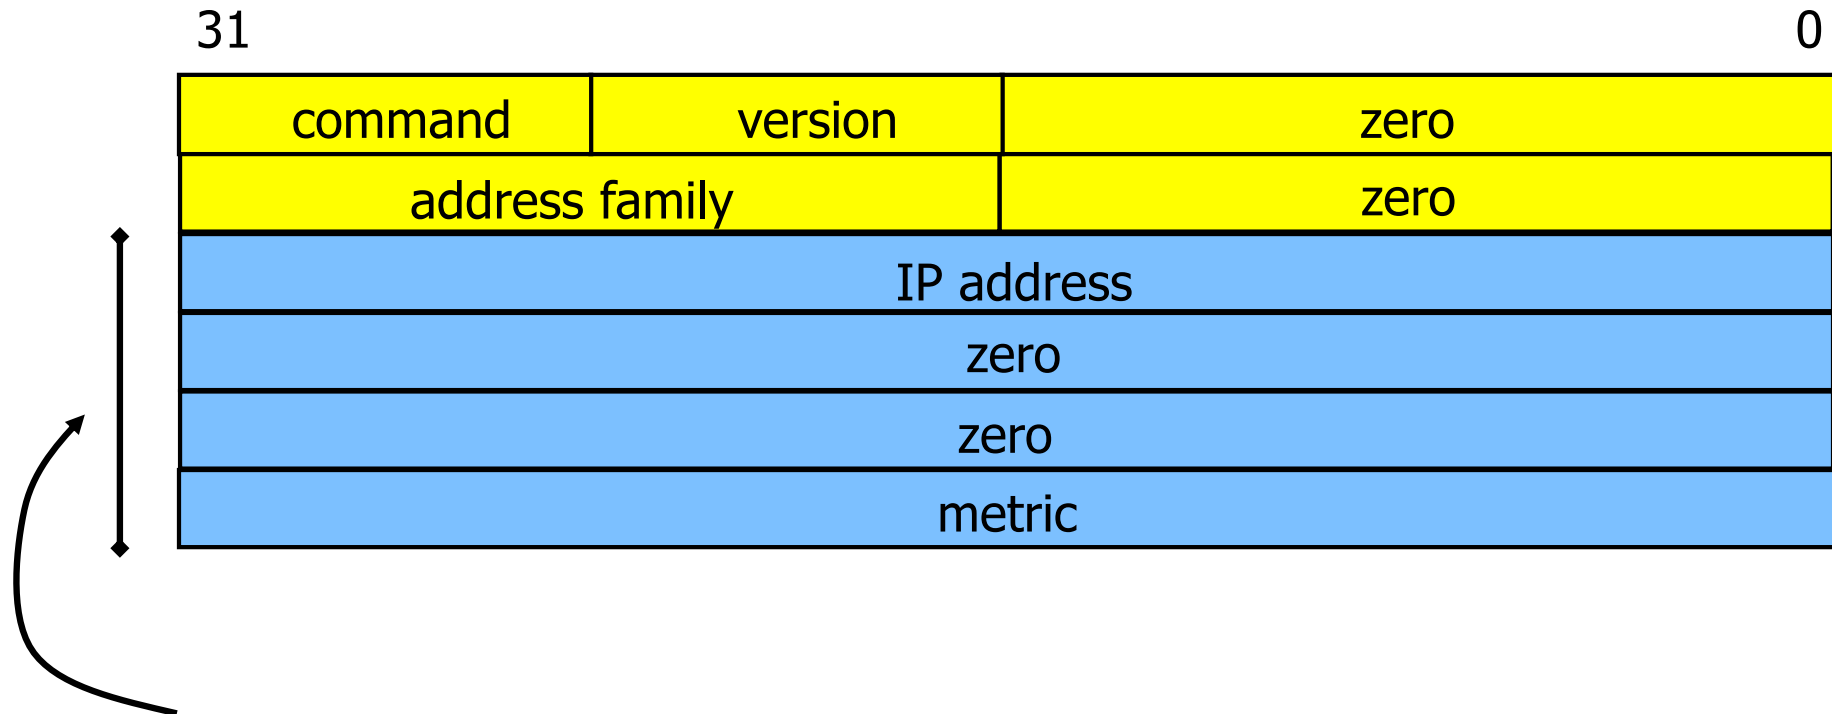 31 0
command version zero
address family zero
IP address
zero
zero
metric